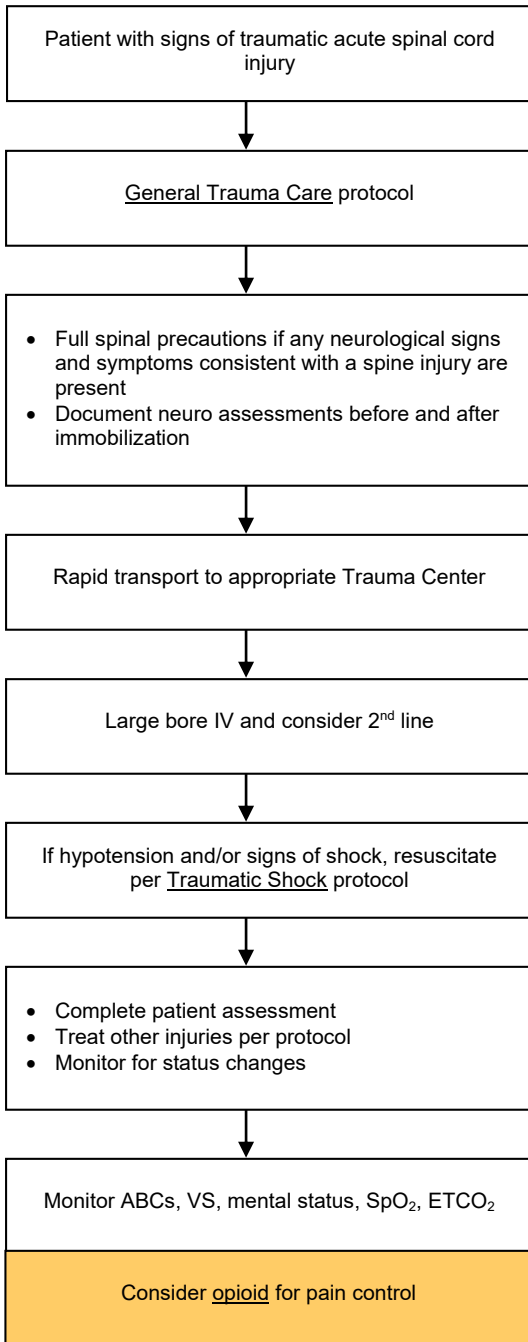 Patient with signs of traumatic acute spinal cord
injury
General Trauma Care protocol
• Full spinal precautions if any neurological signs
and symptoms consistent with a spine injury are
present
• Document neuro assessments before and after
immobilization
Rapid transport to appropriate Trauma Center
Large bore IV and consider 2nd line
If hypotension and/or signs of shock, resuscitate
per Traumatic Shock protocol
• Complete patient assessment
• Treat other injuries per protocol
• Monitor for status changes
Monitor ABCs, VS, mental status, SpO₂, ETCO₂
Consider opioid for pain control